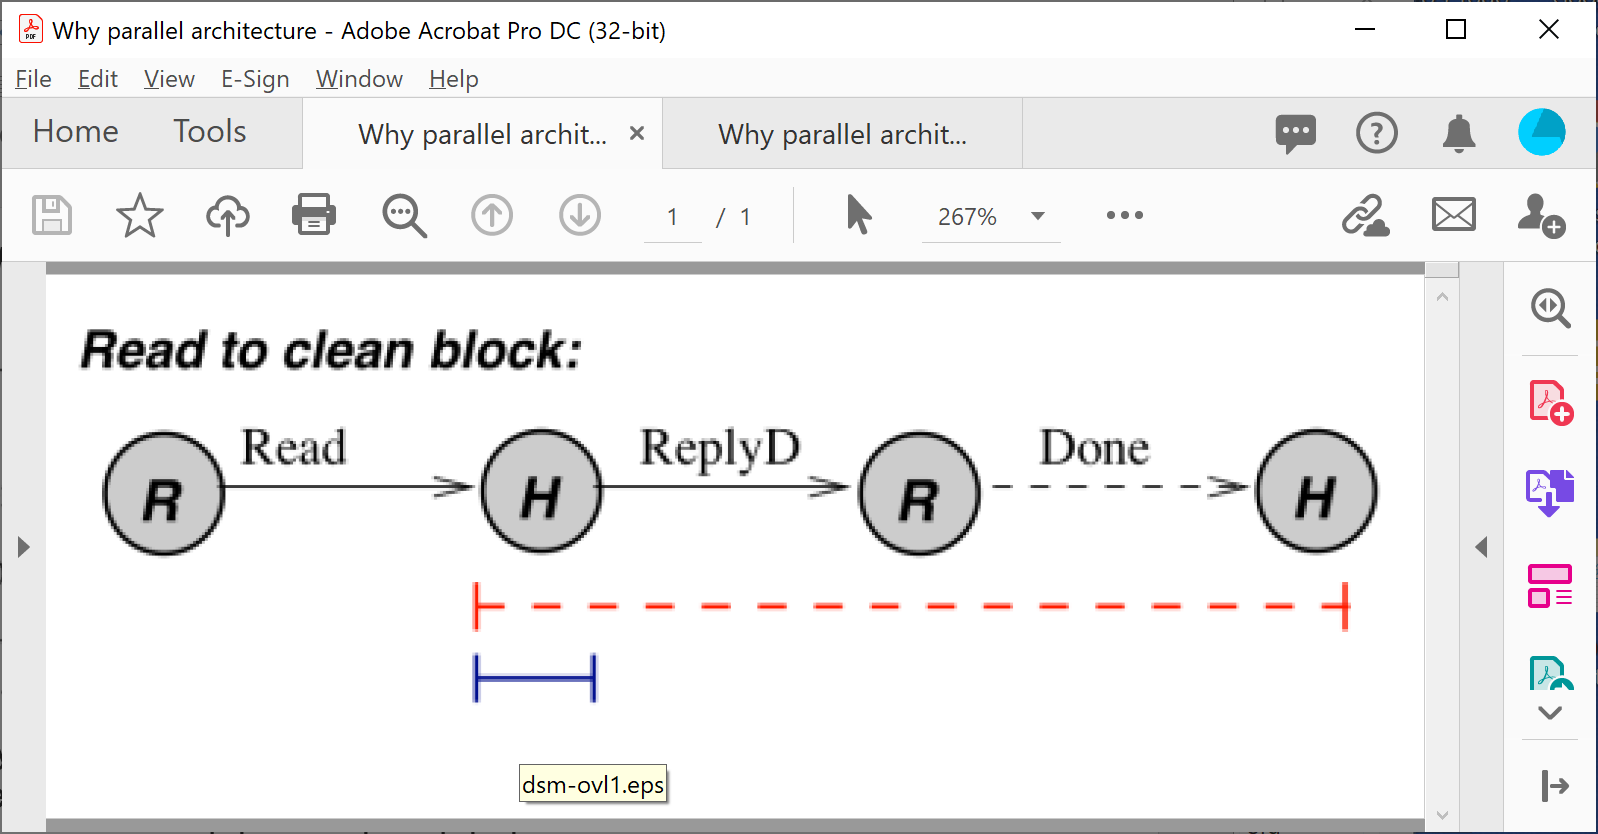 Why parallel architecture - Adobe Acrobat Pro DC (32-bit)
File Edit View E-Sign Window Help
Home Tools Why parallel archit... × Why parallel archit...
1 / 1 267%
Read to clean block:
Read ReplyD Done
R H R H
dsm-ovl1.eps